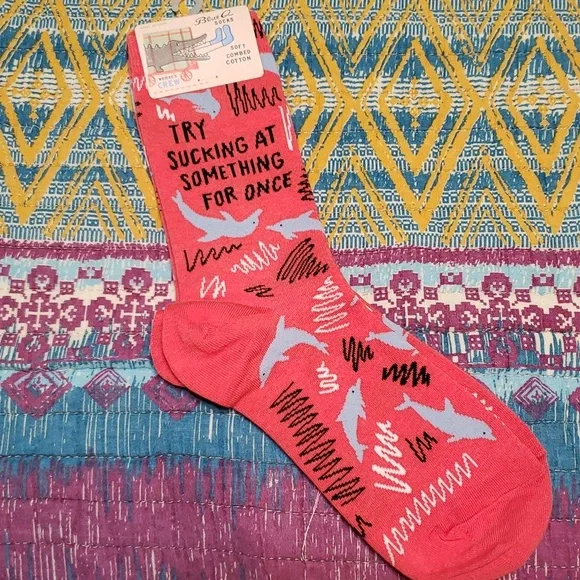 Blue Q
SOCKS
SOFT
COMBED
COTTON
WOMEN'S
CREW
TRY
SUCKING AT
SOMETHING
FOR ONCE